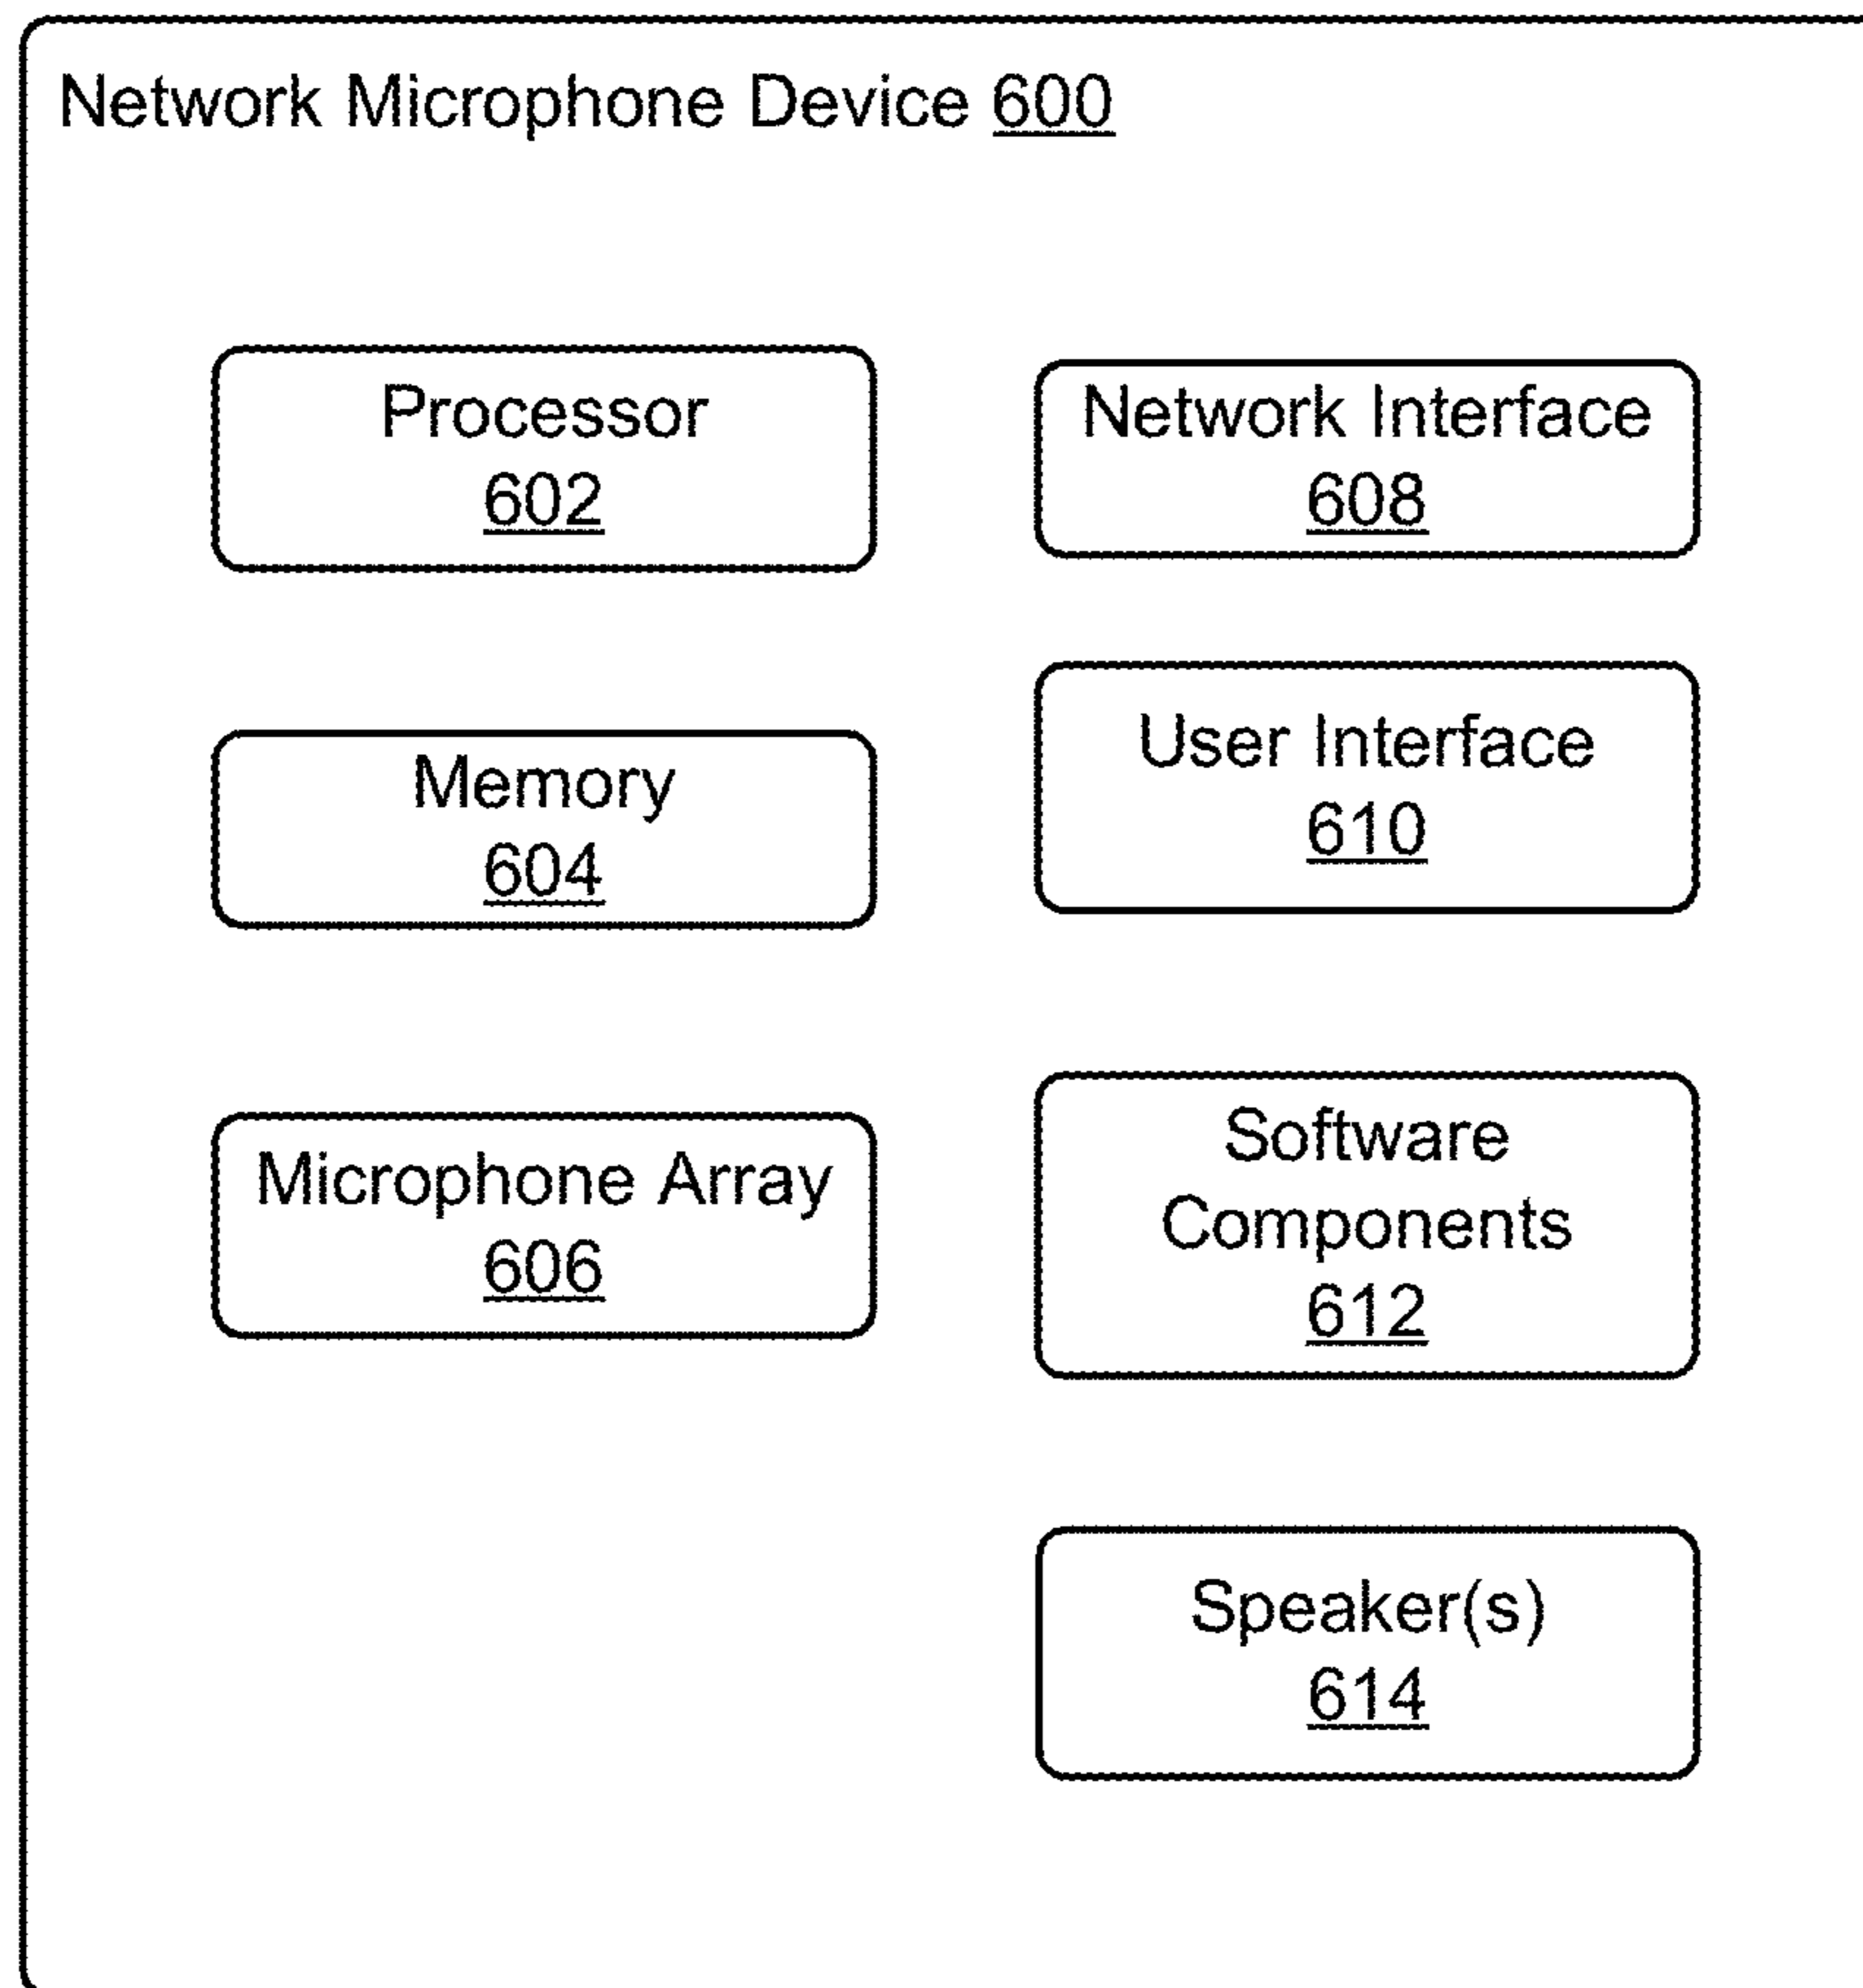 Network Microphone Device 600
Processor
602
Memory
604
Microphone Array
606
Network Interface
608
User Interface
610
Software
Components
612
Speaker(s)
614